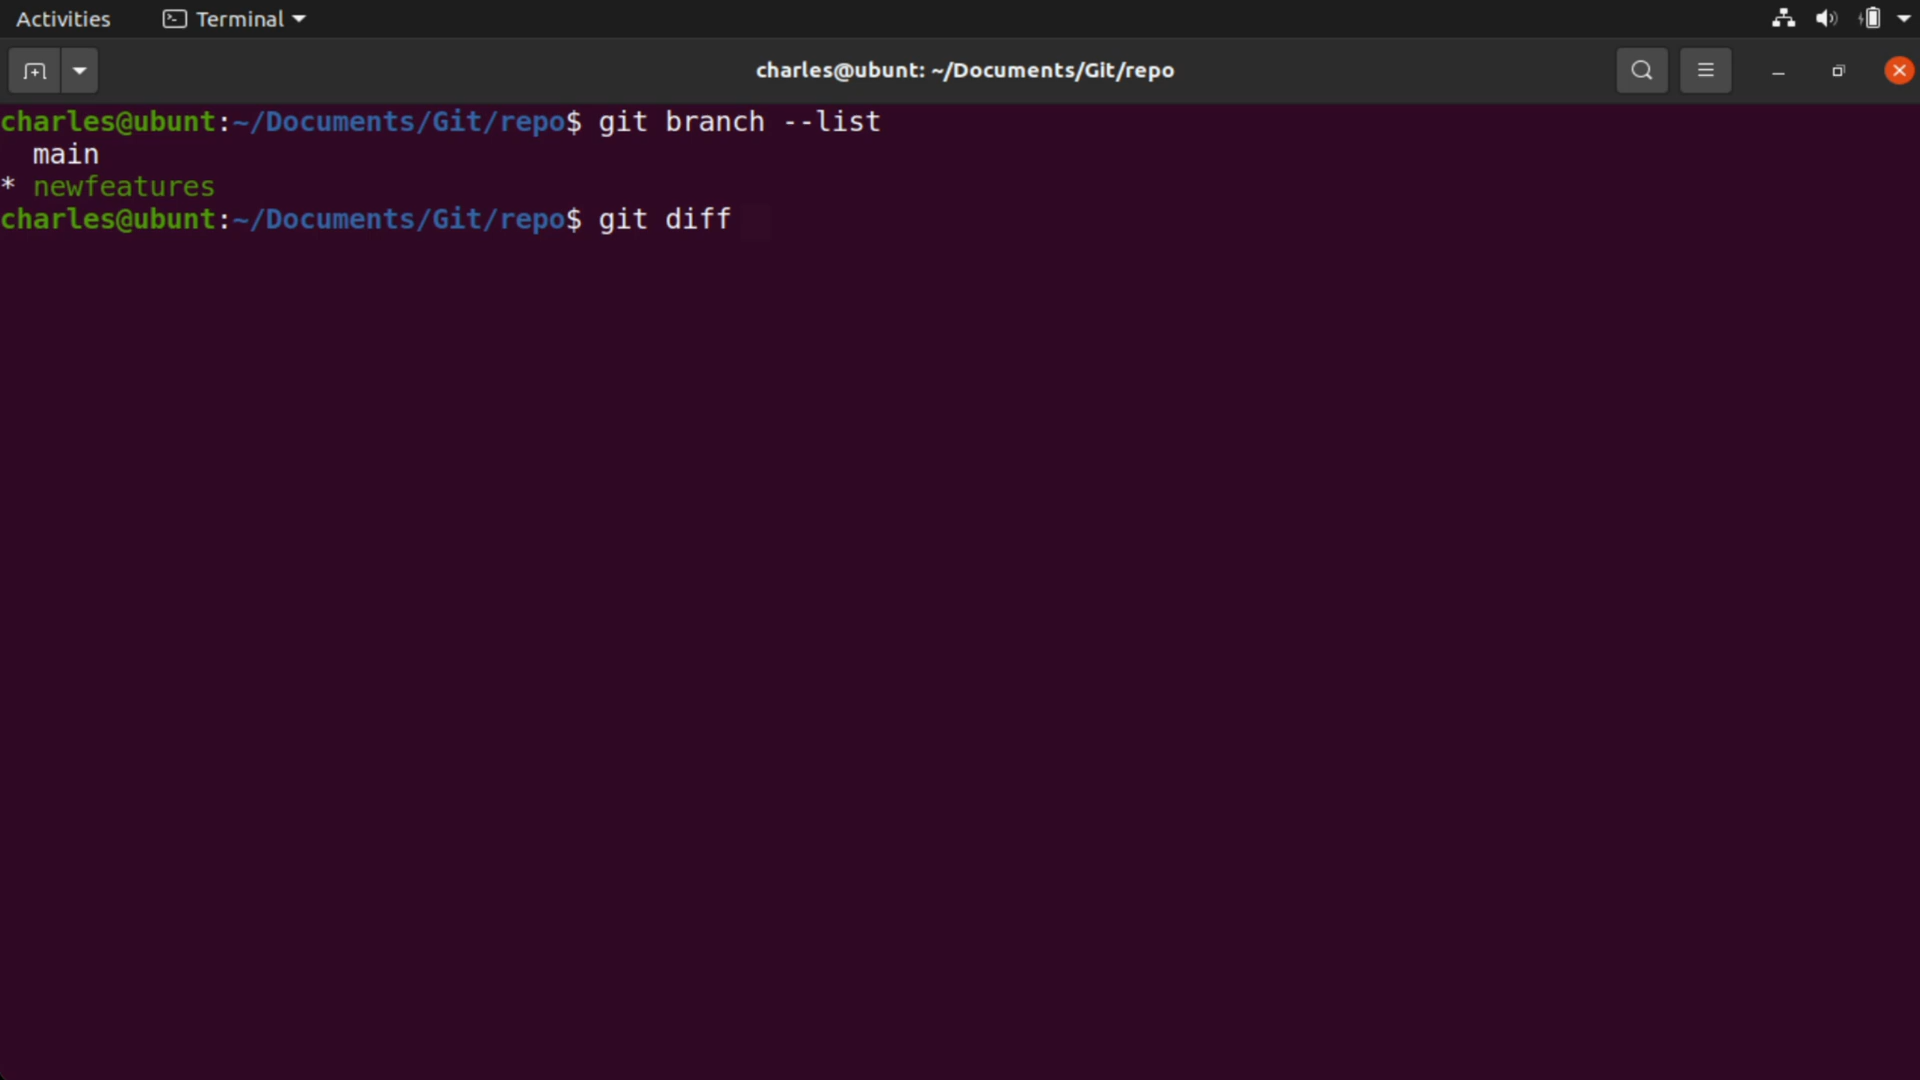 Activities Terminal
charles@ubunt: ~/Documents/Git/repo
charles@ubunt:~/Documents/Git/repo$ git branch --list
  main
* newfeatures
charles@ubunt:~/Documents/Git/repo$ git diff